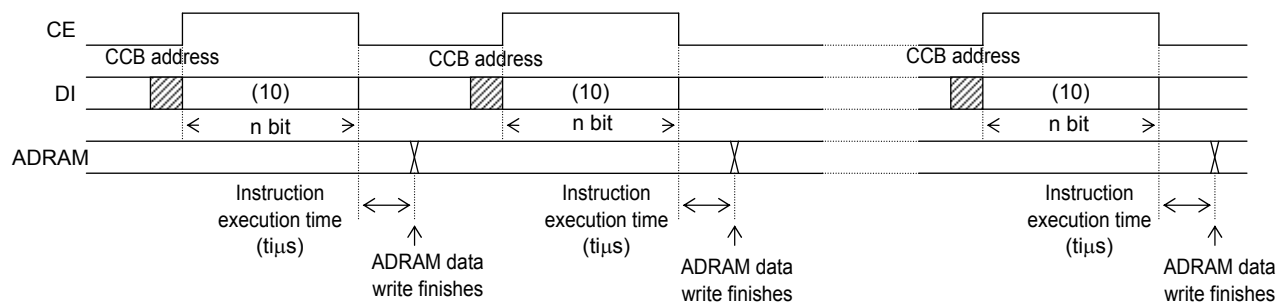 CE
CCB address CCB address CCB address
DI (10) (10) (10)
n bit n bit n bit
ADRAM
Instruction Instruction Instruction
execution time execution time execution time
(tiμs) (tiμs) (tiμs)
ADRAM data ADRAM data ADRAM data
write finishes write finishes write finishes